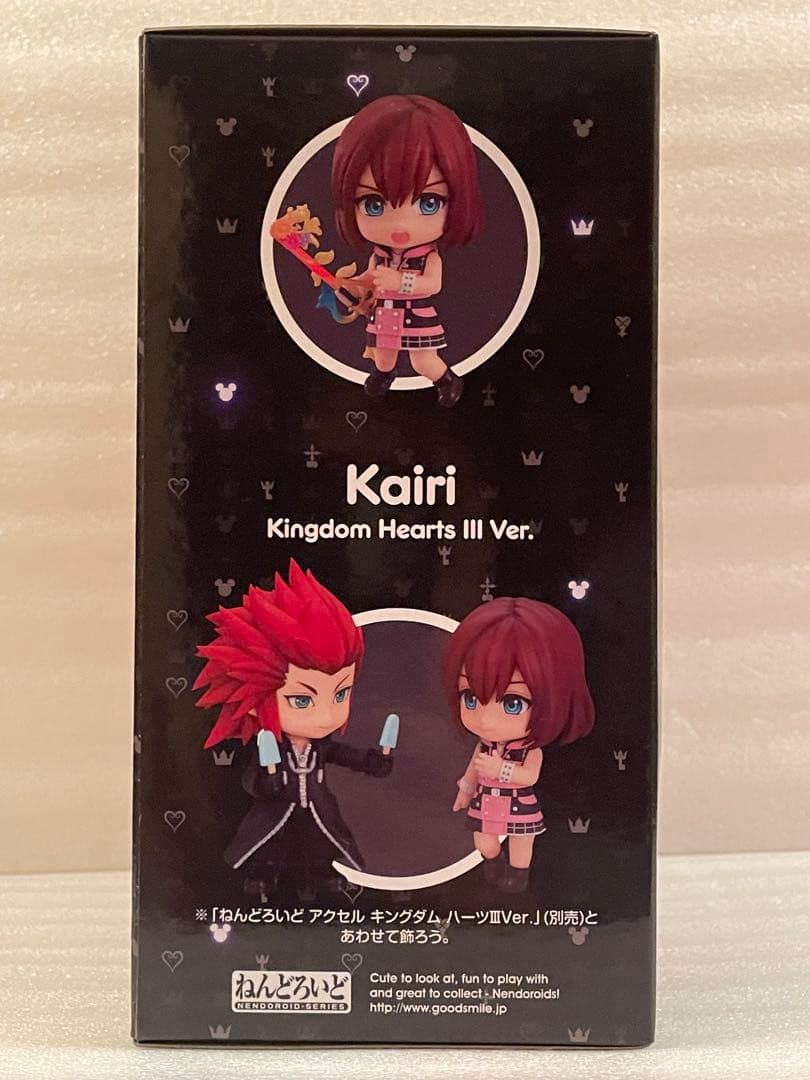 Kairi
Kingdom Hearts III Ver.
※「ねんどろいど アクセル キングダム ハーツⅢVer.」(別売)と
あわせて飾ろう。
ねんどろいど
NENDOROID-SERIES
Cute to look at, fun to play with
and great to collect - Nendoroids!
http://www.goodsmile.jp